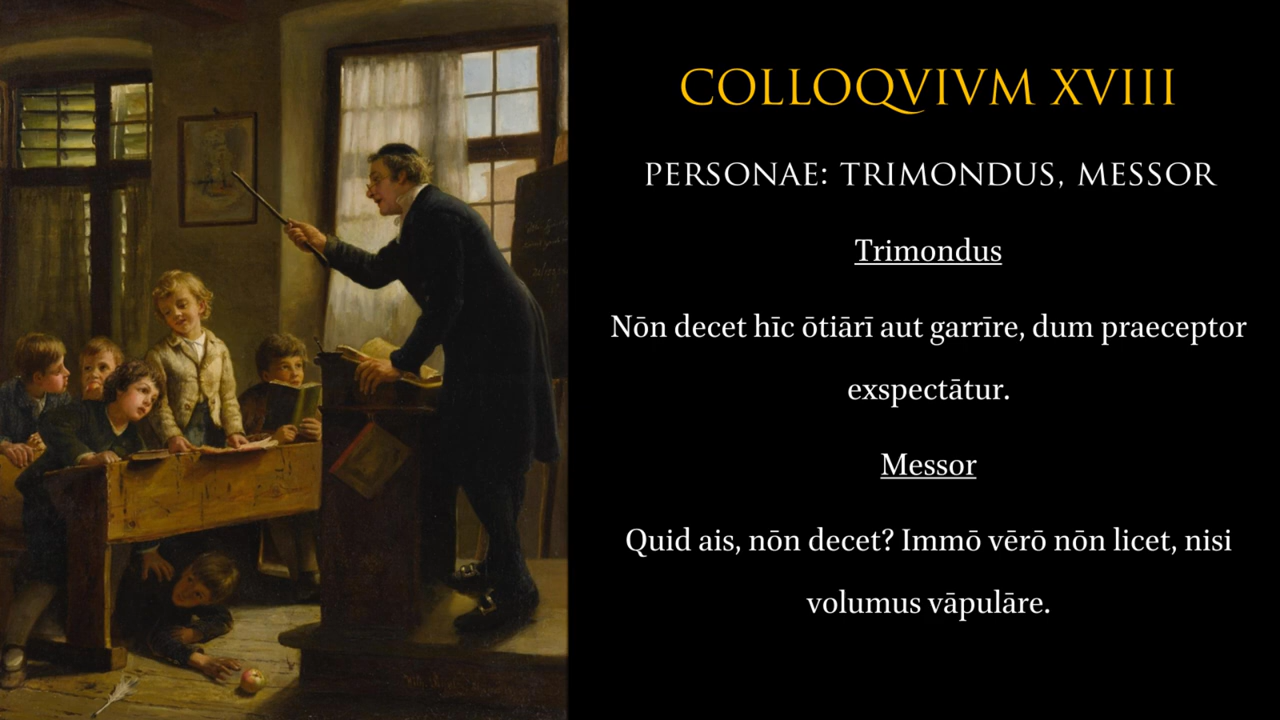 COLLOQVIVM XVIII
PERSONAE: TRIMONDUS, MESSOR
Trimondus
Nōn decet hīc ōtiārī aut garrīre, dum praeceptor
exspectātur.
Messor
Quid ais, nōn decet? Immō vērō nōn licet, nisi
volumus vāpulāre.